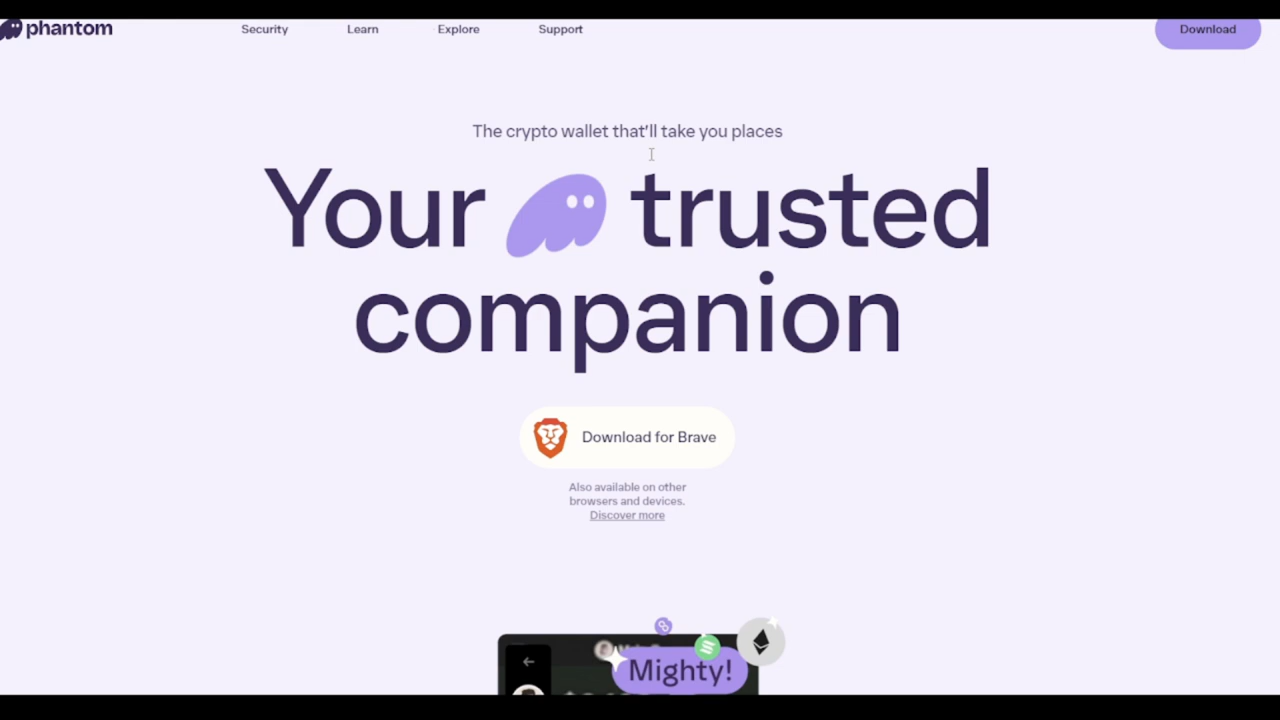 phantom Security Learn Explore Support Download
The crypto wallet that'll take you places
Your trusted
companion
Download for Brave
Also available on other
browsers and devices.
Discover more
Mighty!